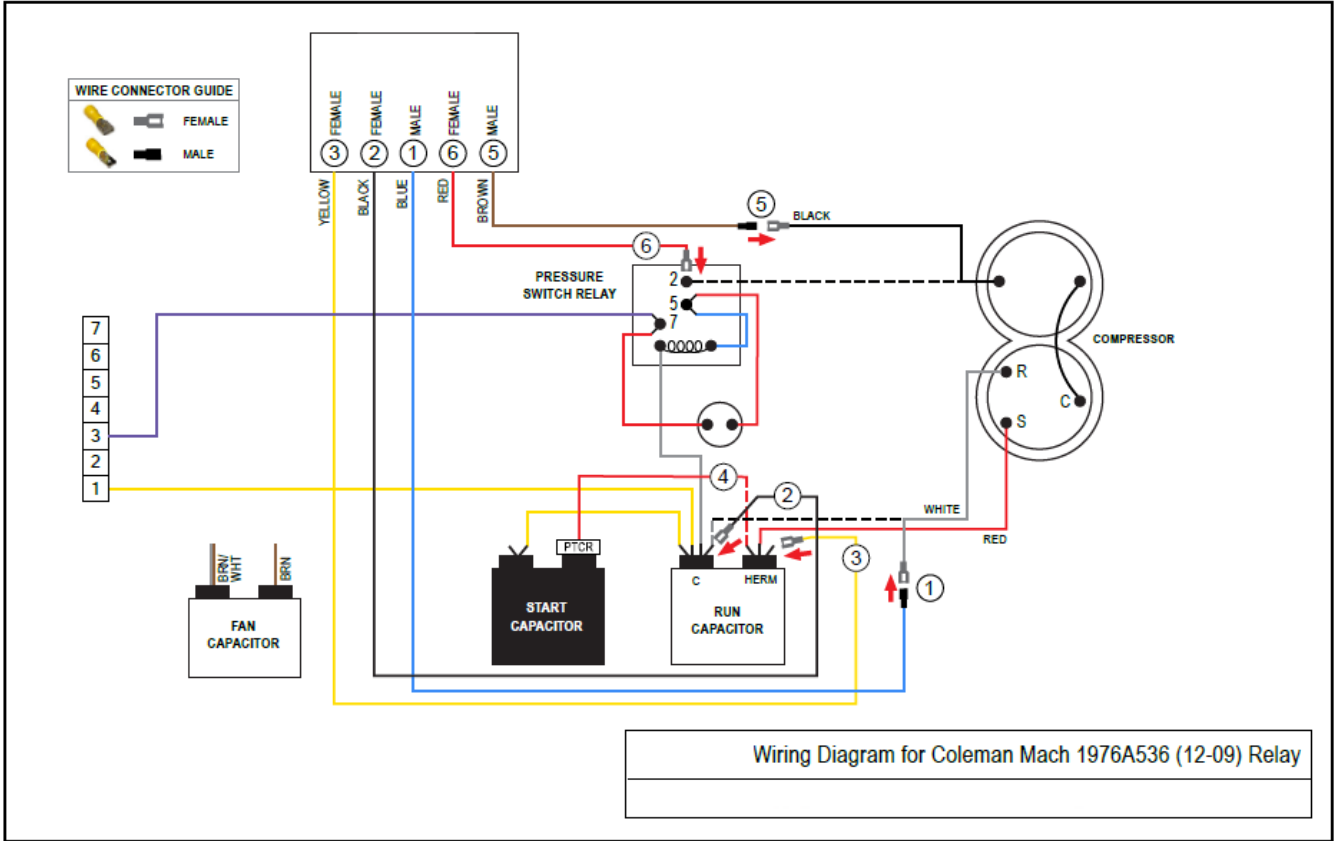 WIRE CONNECTOR GUIDE
FEMALE
MALE
FEMALE
FEMALE
MALE
FEMALE
MALE
3
2
1
6
5
YELLOW
BLACK
BLUE
RED
BROWN
5
BLACK
6
PRESSURE
SWITCH RELAY
2
5
7
COMPRESSOR
R
C
S
7
6
5
4
3
2
1
4
2
WHITE
RED
3
1
BRN/
WHT
BRN
FAN
CAPACITOR
PTCR
START
CAPACITOR
C
HERM
RUN
CAPACITOR
Wiring Diagram for Coleman Mach 1976A536 (12-09) Relay